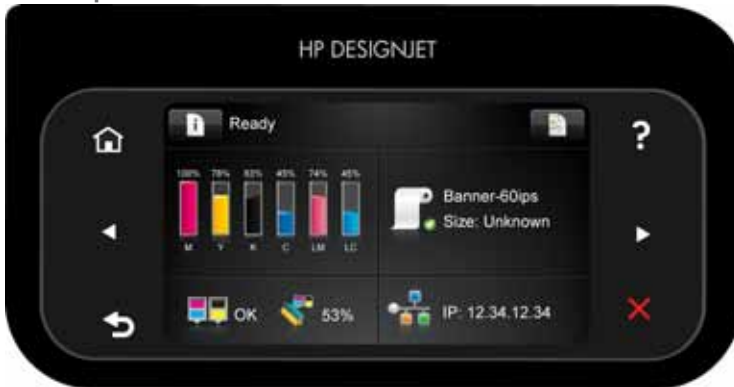 HP DESIGNJET
Ready
?
100% 78% 63% 45% 74% 45%
M Y K C LM LC
Banner-60ips
Size: Unknown
OK
53%
IP: 12.34.12.34